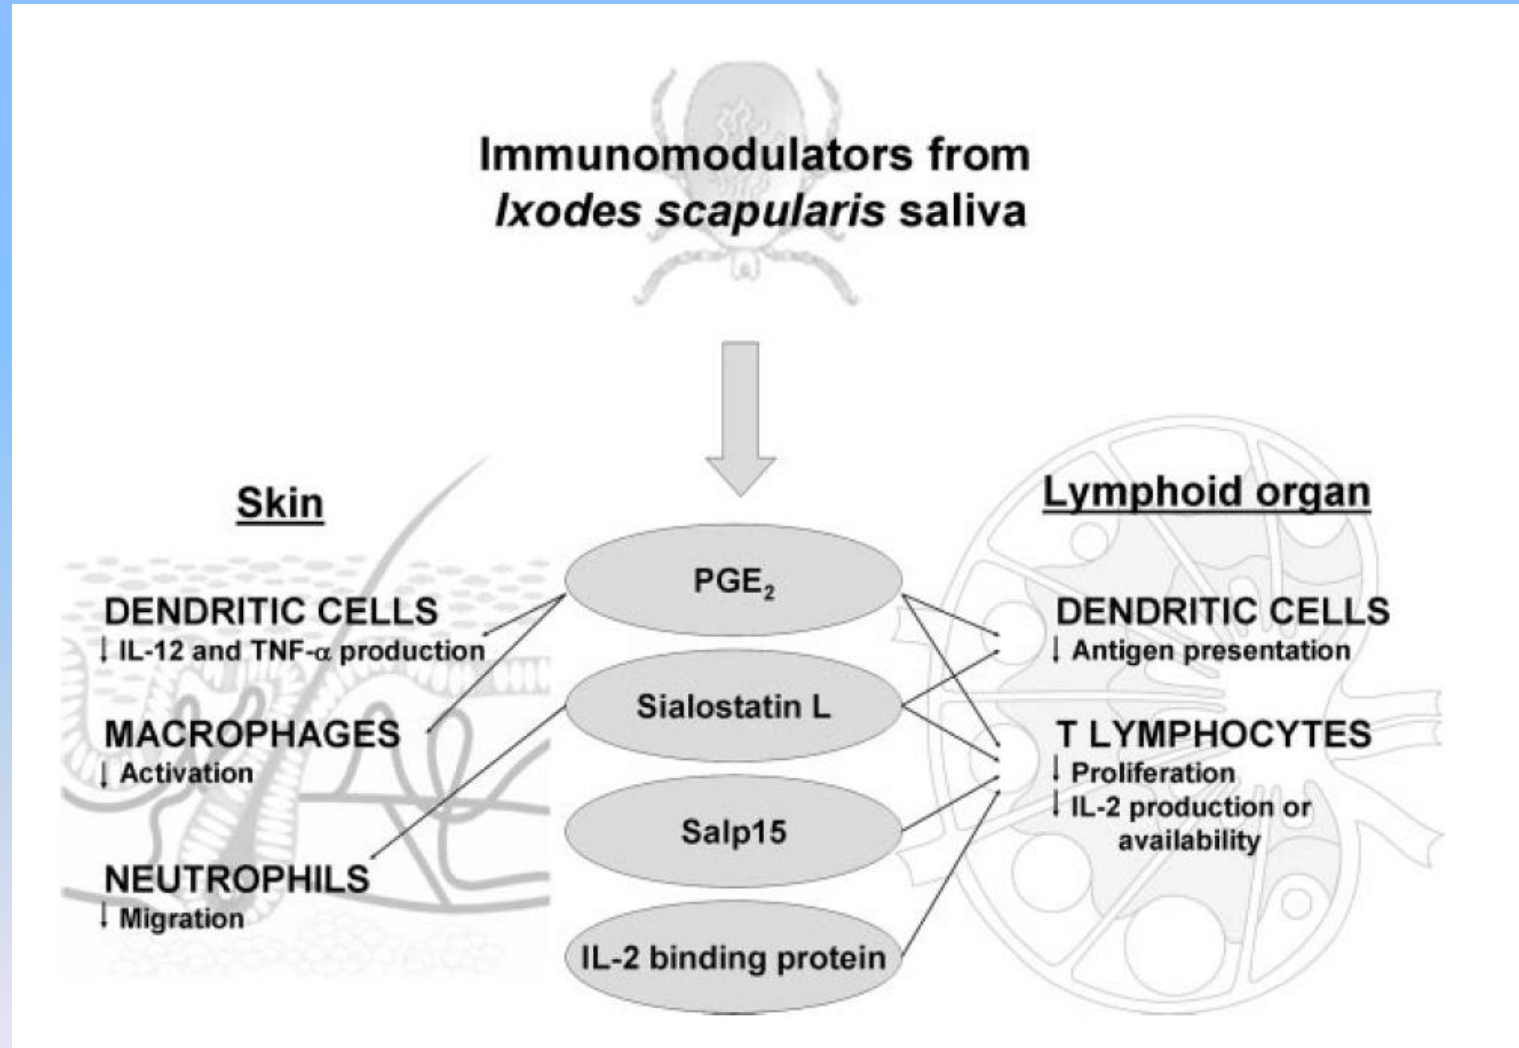 Immunomodulators from
Ixodes scapularis saliva
Skin
DENDRITIC CELLS
↓ IL-12 and TNF-α production
MACROPHAGES
↓ Activation
NEUTROPHILS
↓ Migration
PGE₂
Sialostatin L
Salp15
IL-2 binding protein
Lymphoid organ
DENDRITIC CELLS
↓ Antigen presentation
T LYMPHOCYTES
↓ Proliferation
↓ IL-2 production or
availability